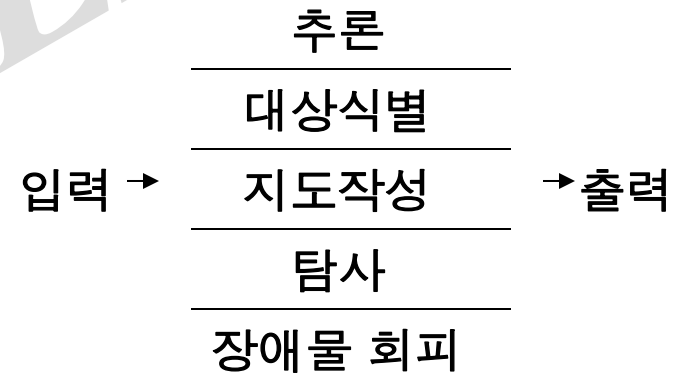 추론
대상식별
입력 → 지도작성 → 출력
탐사
장애물 회피